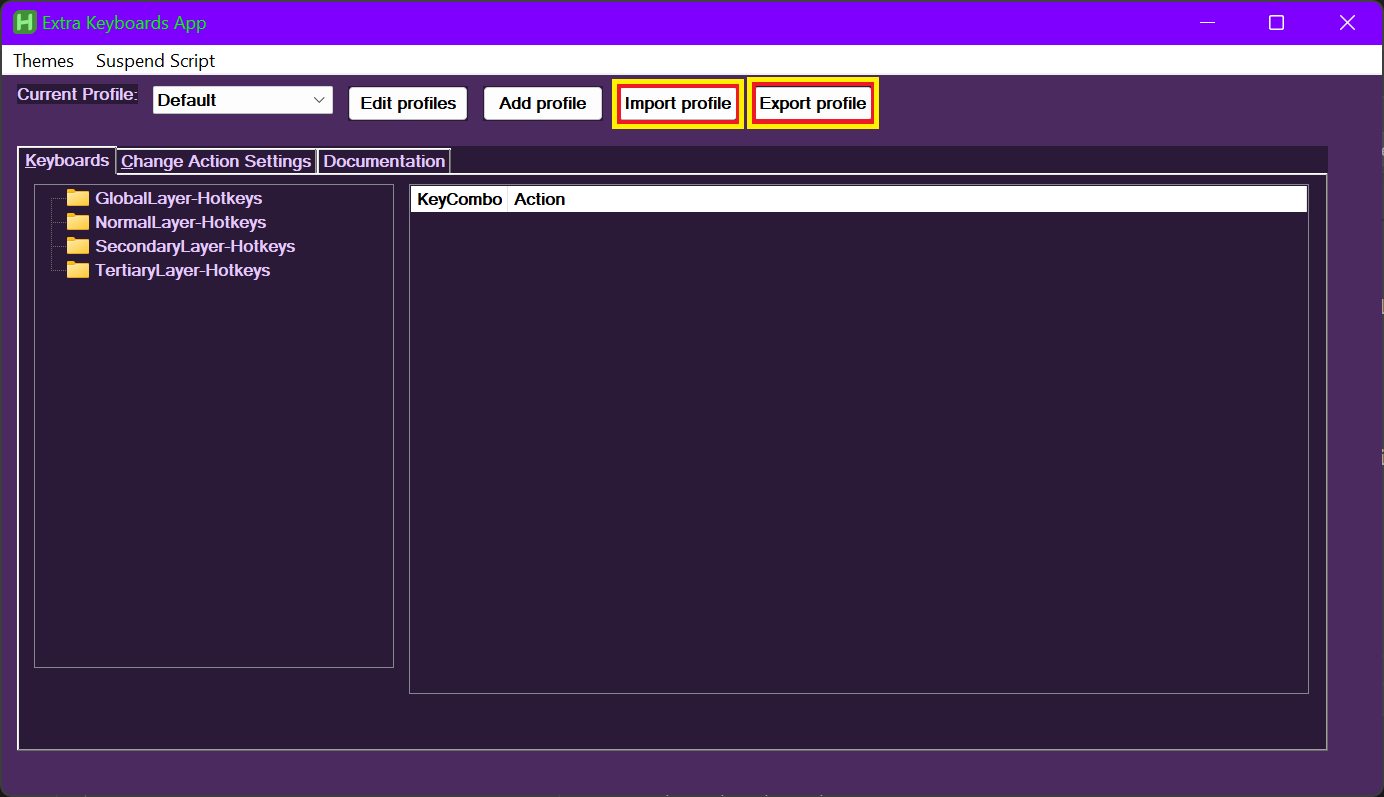 Extra Keyboards App
Themes Suspend Script
Current Profile: Default Edit profiles Add profile Import profile Export profile
Keyboards Change Action Settings Documentation
GlobalLayer-Hotkeys KeyCombo Action
NormalLayer-Hotkeys
SecondaryLayer-Hotkeys
TertiaryLayer-Hotkeys